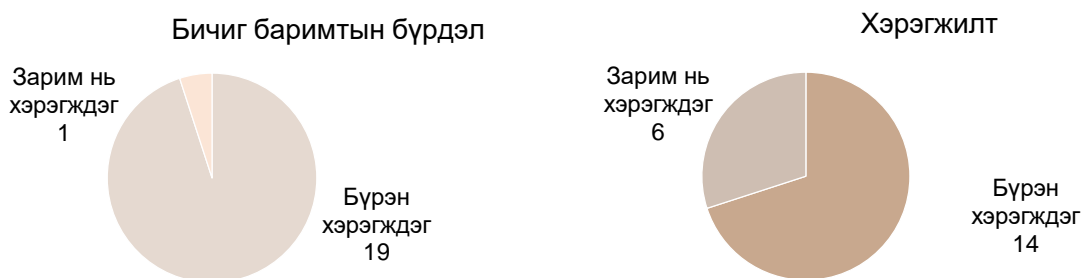 Бичиг баримтын бүрдэл
Зарим нь
хэрэгждэг
1
Бүрэн
хэрэгждэг
19
Хэрэгжилт
Зарим нь
хэрэгждэг
6
Бүрэн
хэрэгждэг
14